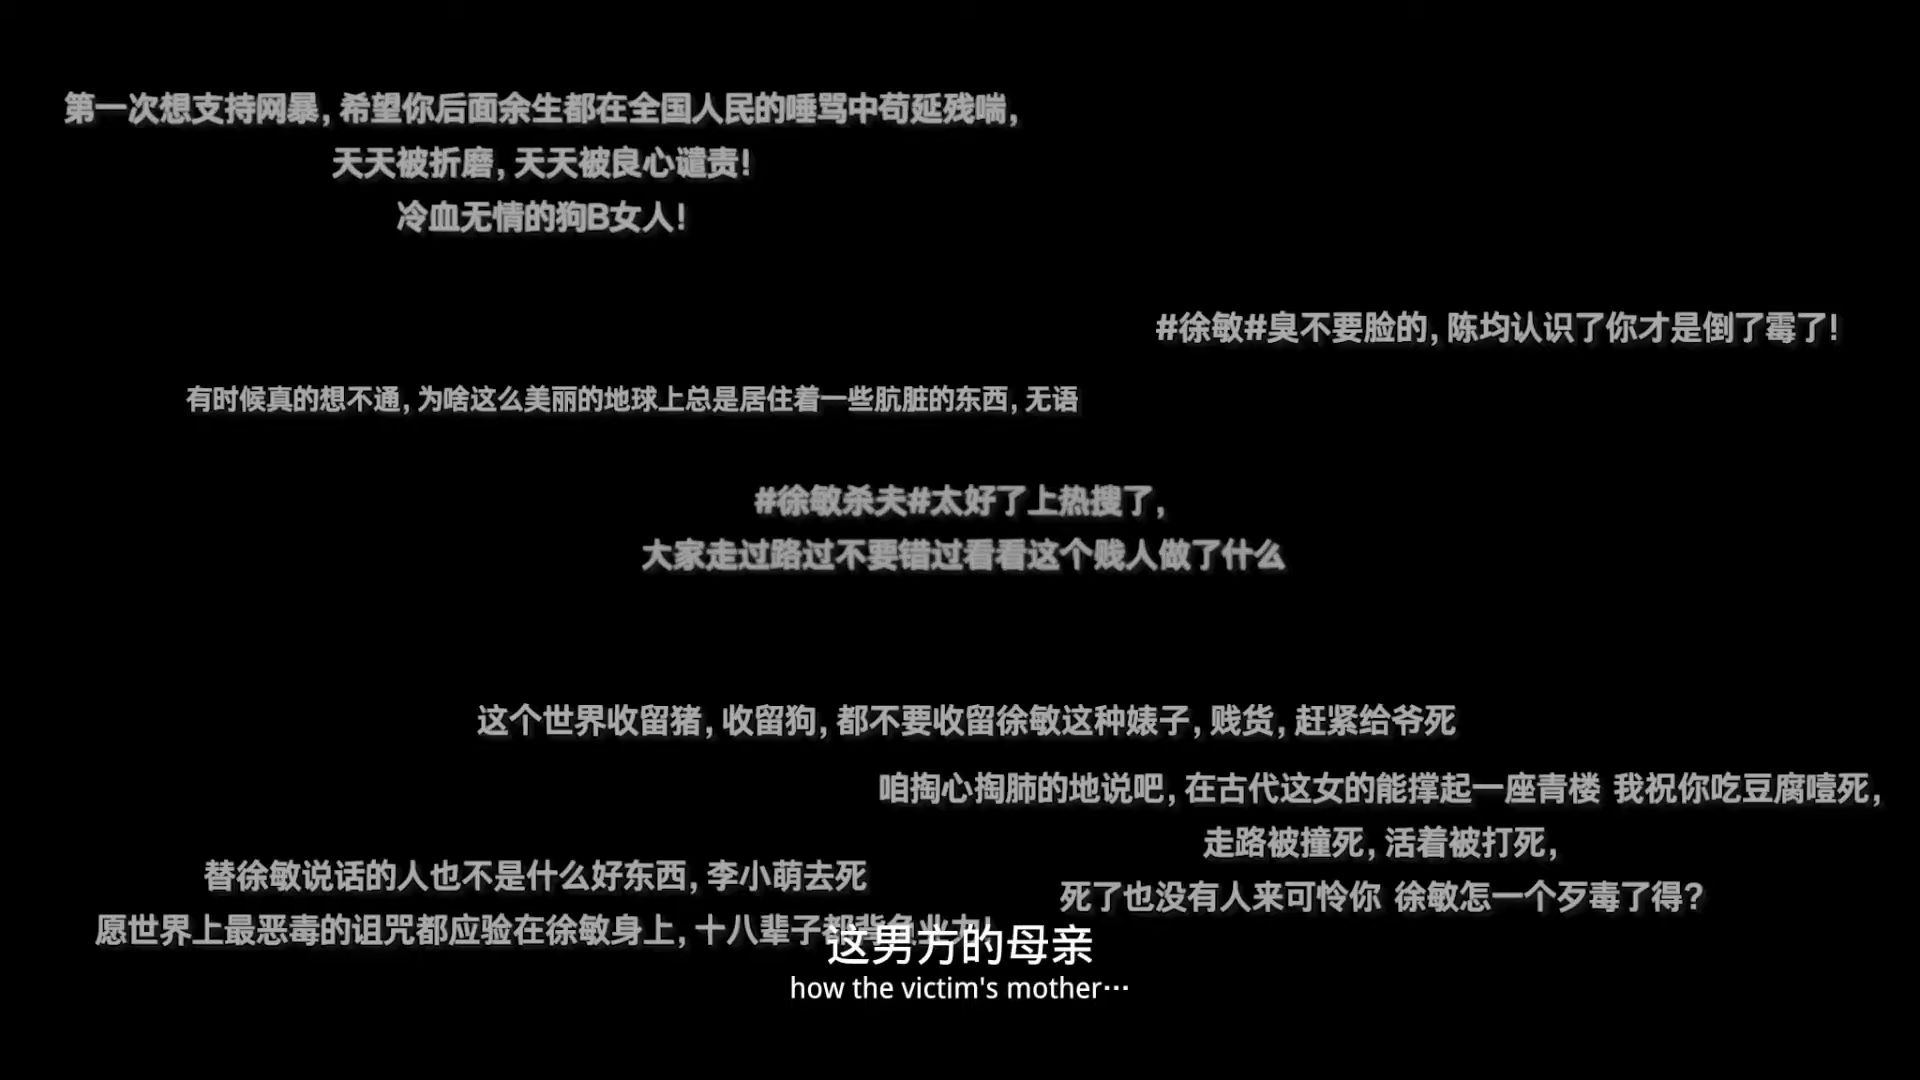 第一次想支持网暴，希望你后面余生都在全国人民的唾骂中苟延残喘，
天天被折磨，天天被良心谴责！
冷血无情的狗B女人！
#徐敏#臭不要脸的，陈均认识了你才是倒了霉了！
有时候真的想不通，为啥这么美丽的地球上总是居住着一些肮脏的东西，无语
#徐敏杀夫#太好了上热搜了，
大家走过路过不要错过看看这个贱人做了什么
这个世界收留猪，收留狗，都不要收留徐敏这种婊子，贱货，赶紧给爷死
咱掏心掏肺的地说吧，在古代这女的能撑起一座青楼 我祝你吃豆腐噎死，
走路被撞死，活着被打死，
死了也没有人来可怜你 徐敏怎一个歹毒了得？
替徐敏说话的人也不是什么好东西，李小萌去死
愿世界上最恶毒的诅咒都应验在徐敏身上，十八辈子都背负
这男方的母亲
how the victim's mother…